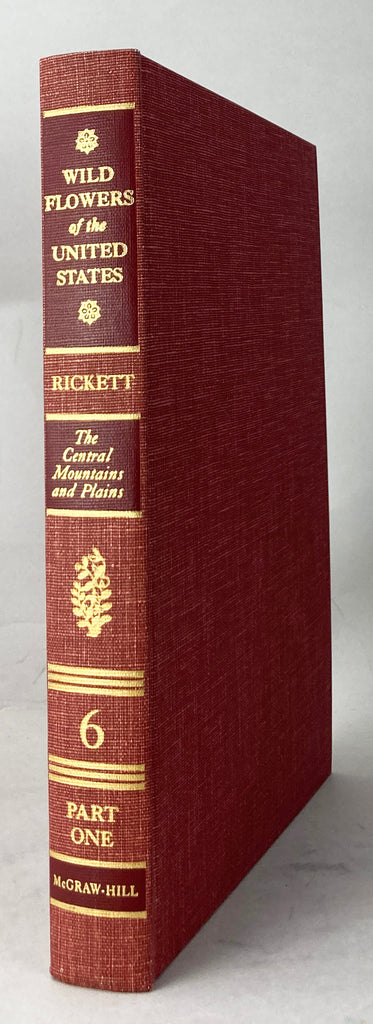 WILD
FLOWERS
of the
UNITED
STATES
RICKETT
The
Central
Mountains
and Plains
6
PART
ONE
McGRAW-HILL